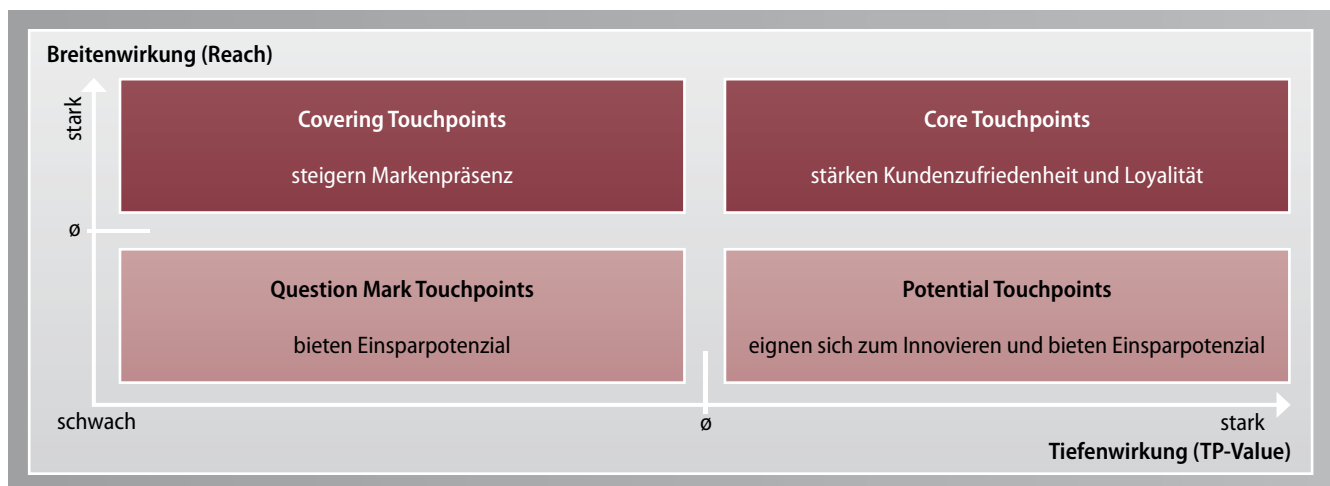 Breitenwirkung (Reach)
stark
Covering Touchpoints
steigern Markenpräsenz
Core Touchpoints
stärken Kundenzufriedenheit und Loyalität
ø
Question Mark Touchpoints
bieten Einsparpotenzial
Potential Touchpoints
eignen sich zum Innovieren und bieten Einsparpotenzial
schwach
ø
stark
Tiefenwirkung (TP-Value)